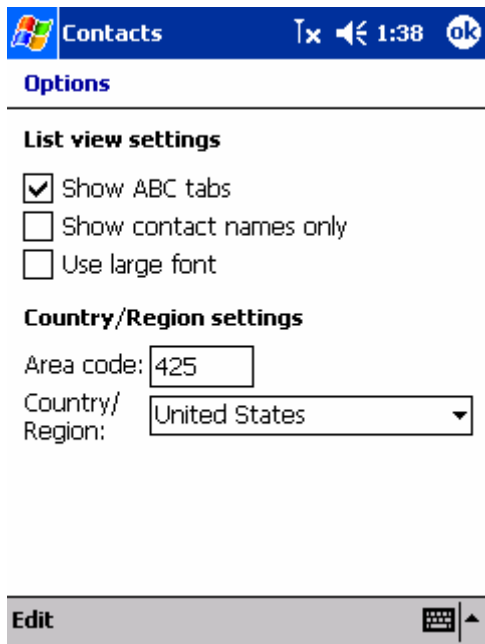 Contacts 1:38 ok
Options
List view settings
Show ABC tabs
Show contact names only
Use large font
Country/Region settings
Area code: 425
Country/
Region: United States
Edit